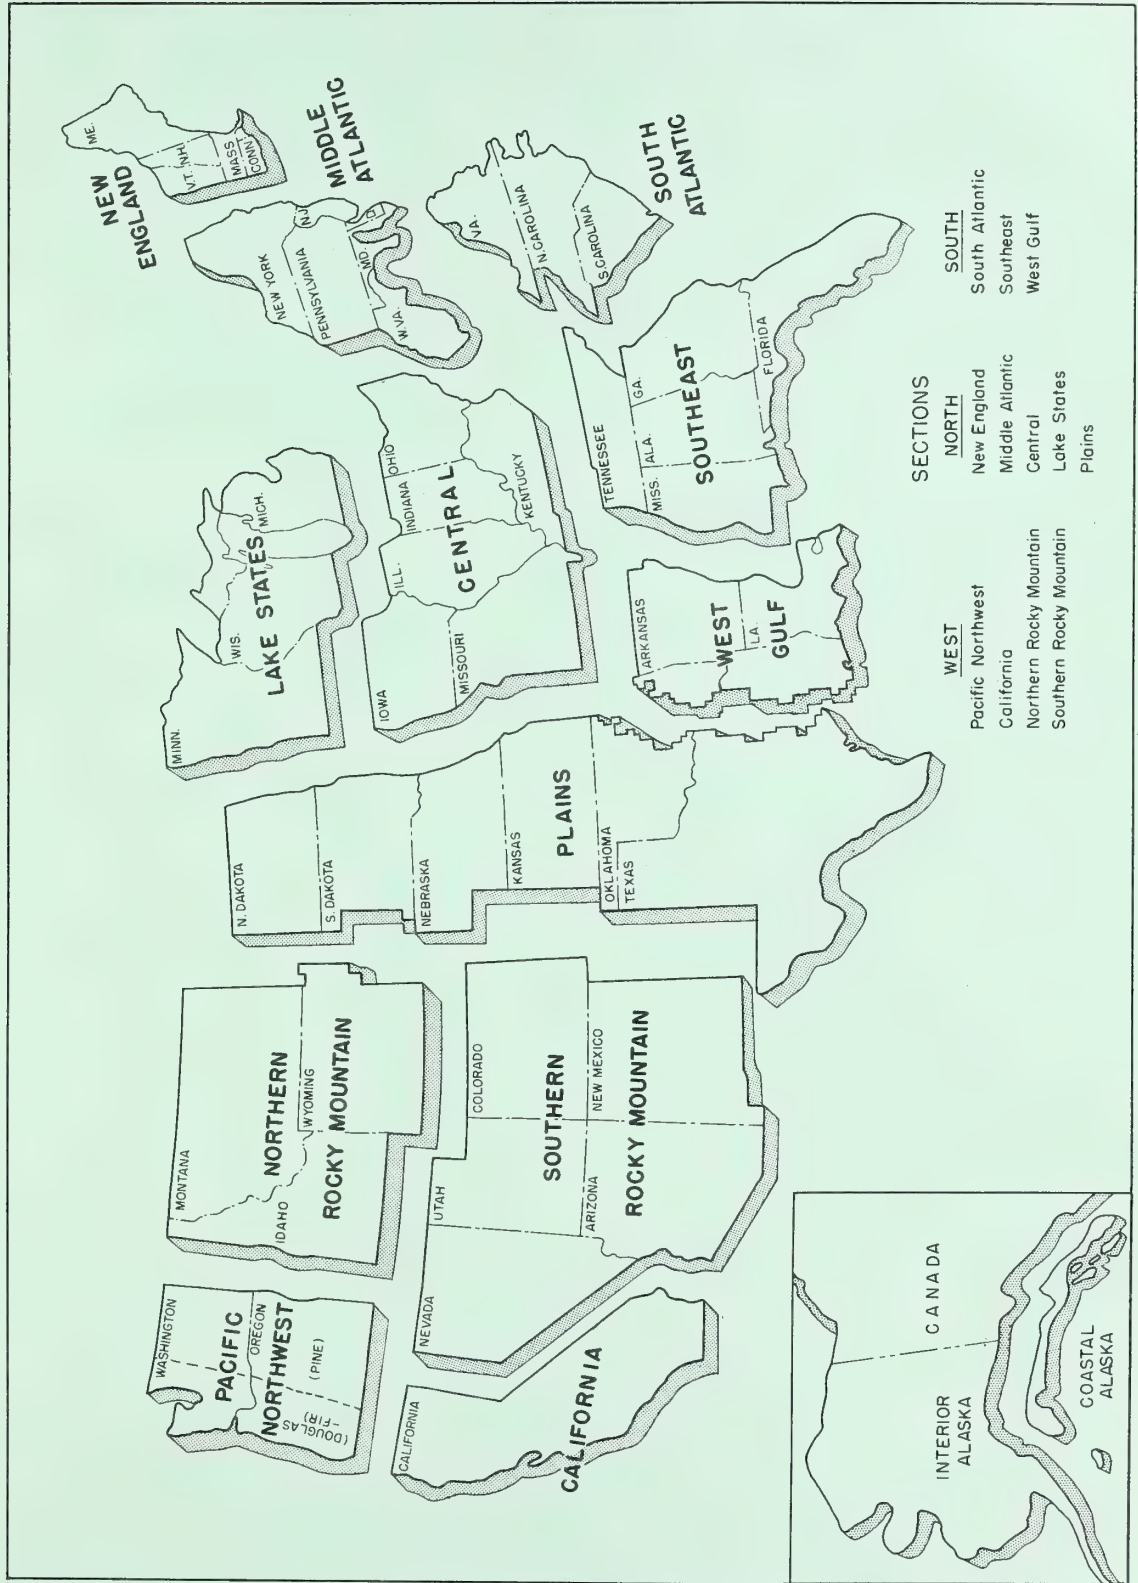 NEW
ENGLAND
ME.
V.T.
N.H.
MASS
CONN.
MIDDLE
ATLANTIC
NEW YORK
PENNSYLVANIA
NJ
MD.
D.
W.VA.
SOUTH
ATLANTIC
VA.
N.CAROLINA
S.CAROLINA
LAKE STATES
MINN.
WIS.
MICH.
CENTRAL
IOWA
ILL.
INDIANA
OHIO
MISSOURI
KENTUCKY
SOUTHEAST
TENNESSEE
MISS.
ALA.
GA.
FLORIDA
WEST
GULF
ARKANSAS
LA.
PLAINS
N. DAKOTA
S. DAKOTA
NEBRASKA
KANSAS
OKLAHOMA
TEXAS
NORTHERN
ROCKY MOUNTAIN
MONTANA
IDAHO
WYOMING
SOUTHERN
ROCKY MOUNTAIN
NEVADA
UTAH
COLORADO
ARIZONA
NEW MEXICO
PACIFIC
NORTHWEST
WASHINGTON
OREGON
(DOUGLAS
-FIR)
(PINE)
CALIFORNIA
CALIFORNIA
INTERIOR
ALASKA
CANADA
COASTAL
ALASKA
SECTIONS
WEST
Pacific Northwest
California
Northern Rocky Mountain
Southern Rocky Mountain
NORTH
New England
Middle Atlantic
Central
Lake States
Plains
SOUTH
South Atlantic
Southeast
West Gulf